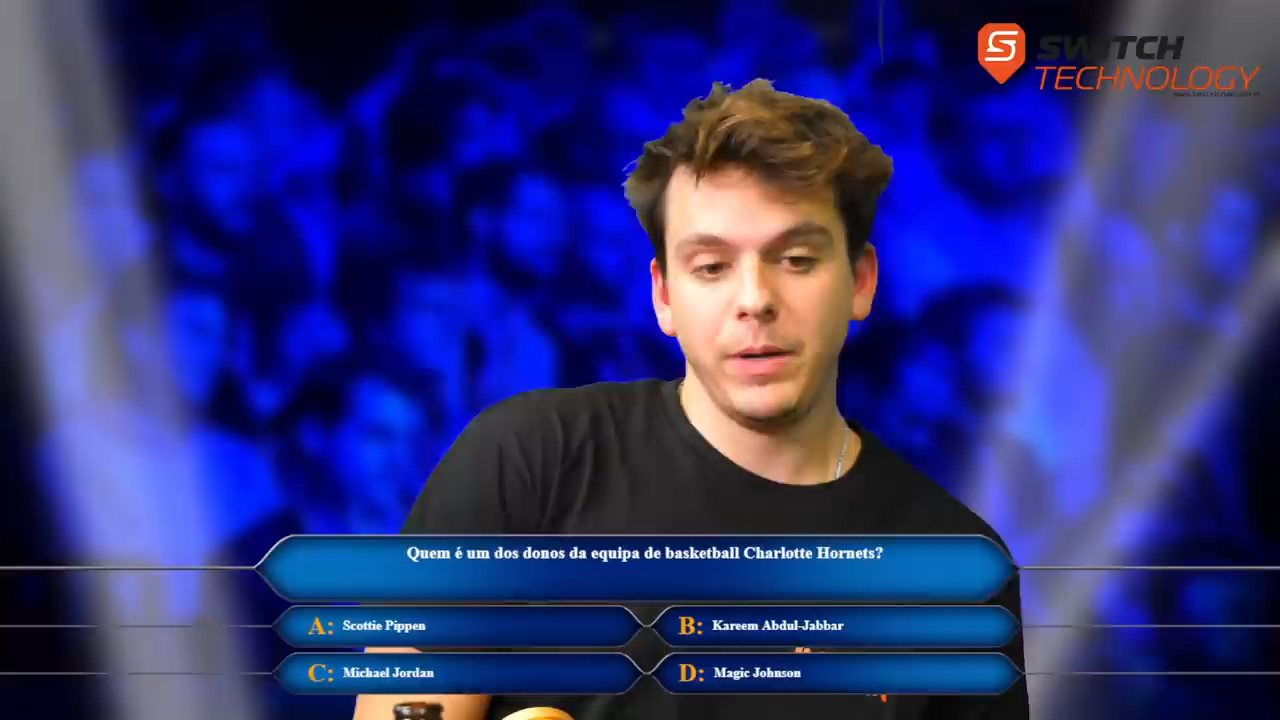 SWITCH
TECHNOLOGY
Quem é um dos donos da equipa de basketball Charlotte Hornets?
A: Scottie Pippen
B: Kareem Abdul-Jabbar
C: Michael Jordan
D: Magic Johnson